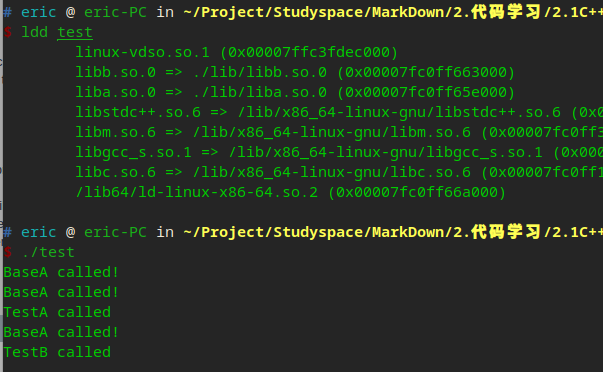 # eric @ eric-PC in ~/Project/Studyspace/MarkDown/2.代码学习/2.1C++
$ ldd test
linux-vdso.so.1 (0x00007ffc3fdec000)
libb.so.0 => ./lib/libb.so.0 (0x00007fc0ff663000)
liba.so.0 => ./lib/liba.so.0 (0x00007fc0ff65e000)
libstdc++.so.6 => /lib/x86_64-linux-gnu/libstdc++.so.6 (0x0
libm.so.6 => /lib/x86_64-linux-gnu/libm.so.6 (0x00007fc0ff3
libgcc_s.so.1 => /lib/x86_64-linux-gnu/libgcc_s.so.1 (0x000
libc.so.6 => /lib/x86_64-linux-gnu/libc.so.6 (0x00007fc0ff1
/lib64/ld-linux-x86-64.so.2 (0x00007fc0ff66a000)
# eric @ eric-PC in ~/Project/Studyspace/MarkDown/2.代码学习/2.1C++
$ ./test
BaseA called!
BaseA called!
TestA called
BaseA called!
TestB called